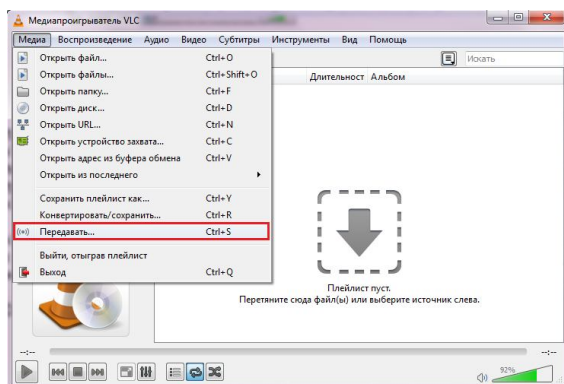 Медиапроигрыватель VLC
Медиа Воспроизведение Аудио Видео Субтитры Инструменты Вид Помощь
Открыть файл... Ctrl+O
Искать
Открыть файлы... Ctrl+Shift+O
Длительност Альбом
Открыть папку... Ctrl+F
Открыть диск... Ctrl+D
Открыть URL... Ctrl+N
Открыть устройство захвата... Ctrl+C
Открыть адрес из буфера обмена Ctrl+V
Открыть из последнего
Сохранить плейлист как... Ctrl+Y
Конвертировать/сохранить... Ctrl+R
Передавать... Ctrl+S
Выйти, отыграв плейлист
Выход Ctrl+Q
Плейлист пуст.
Перетяните сюда файл(ы) или выберите источник слева.
--:-- --:--
92%